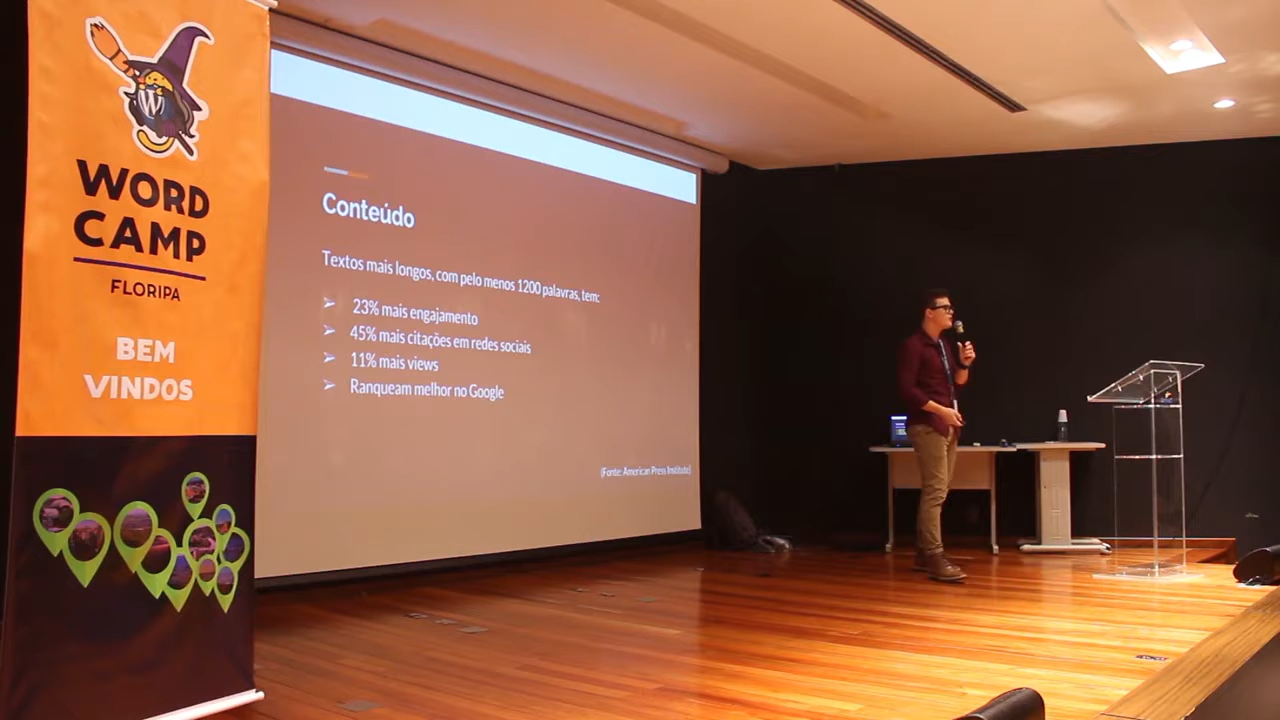 WORD
CAMP
FLORIPA
BEM
VINDOS
Conteúdo
Textos mais longos, com pelo menos 1200 palavras, tem:
➢ 23% mais engajamento
➢ 45% mais citações em redes sociais
➢ 11% mais views
➢ Ranqueam melhor no Google
(Fonte: American Press Institute)